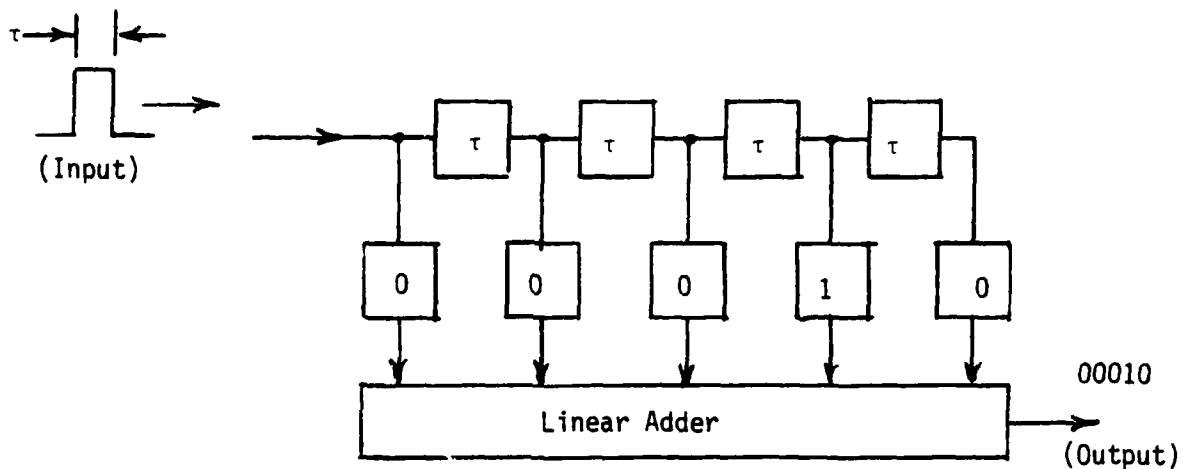 τ
(Input)
τ τ τ τ
0 0 0 1 0
00010
Linear Adder
(Output)